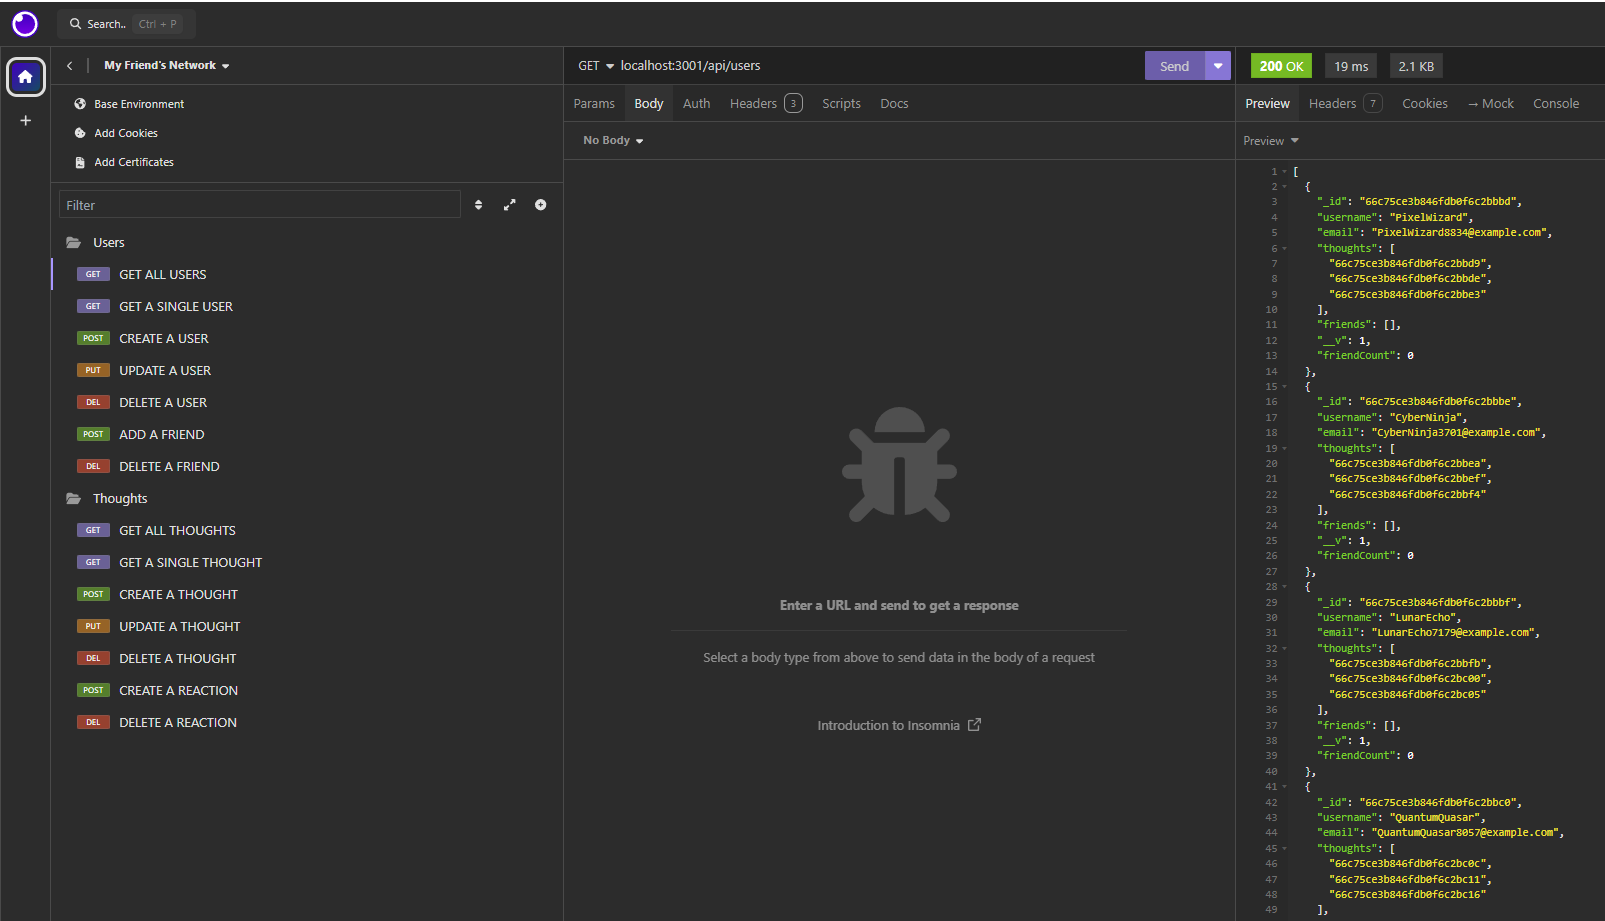 Search.. Ctrl + P
My Friend's Network
Base Environment
Add Cookies
Add Certificates
Filter
Users
GET GET ALL USERS
GET GET A SINGLE USER
POST CREATE A USER
PUT UPDATE A USER
DEL DELETE A USER
POST ADD A FRIEND
DEL DELETE A FRIEND
Thoughts
GET GET ALL THOUGHTS
GET GET A SINGLE THOUGHT
POST CREATE A THOUGHT
PUT UPDATE A THOUGHT
DEL DELETE A THOUGHT
POST CREATE A REACTION
DEL DELETE A REACTION
GET localhost:3001/api/users Send
Params Body Auth Headers 3 Scripts Docs
No Body
Enter a URL and send to get a response
Select a body type from above to send data in the body of a request
Introduction to Insomnia
200 OK 19 ms 2.1 KB
Preview Headers 7 Cookies → Mock Console
Preview
1 [
2 {
3 "_id": "66c75ce3b846fdb0f6c2bbbd",
4 "username": "PixelWizard",
5 "email": "PixelWizard8834@example.com",
6 "thoughts": [
7 "66c75ce3b846fdb0f6c2bbd9",
8 "66c75ce3b846fdb0f6c2bbde",
9 "66c75ce3b846fdb0f6c2bbe3"
10 ],
11 "friends": [],
12 "__v": 1,
13 "friendCount": 0
14 },
15 {
16 "_id": "66c75ce3b846fdb0f6c2bbbe",
17 "username": "CyberNinja",
18 "email": "CyberNinja3701@example.com",
19 "thoughts": [
20 "66c75ce3b846fdb0f6c2bbea",
21 "66c75ce3b846fdb0f6c2bbef",
22 "66c75ce3b846fdb0f6c2bbf4"
23 ],
24 "friends": [],
25 "__v": 1,
26 "friendCount": 0
27 },
28 {
29 "_id": "66c75ce3b846fdb0f6c2bbbf",
30 "username": "LunarEcho",
31 "email": "LunarEcho7179@example.com",
32 "thoughts": [
33 "66c75ce3b846fdb0f6c2bbfb",
34 "66c75ce3b846fdb0f6c2bc00",
35 "66c75ce3b846fdb0f6c2bc05"
36 ],
37 "friends": [],
38 "__v": 1,
39 "friendCount": 0
40 },
41 {
42 "_id": "66c75ce3b846fdb0f6c2bbc0",
43 "username": "QuantumQuasar",
44 "email": "QuantumQuasar8057@example.com",
45 "thoughts": [
46 "66c75ce3b846fdb0f6c2bc0c",
47 "66c75ce3b846fdb0f6c2bc11",
48 "66c75ce3b846fdb0f6c2bc16"
49 ],